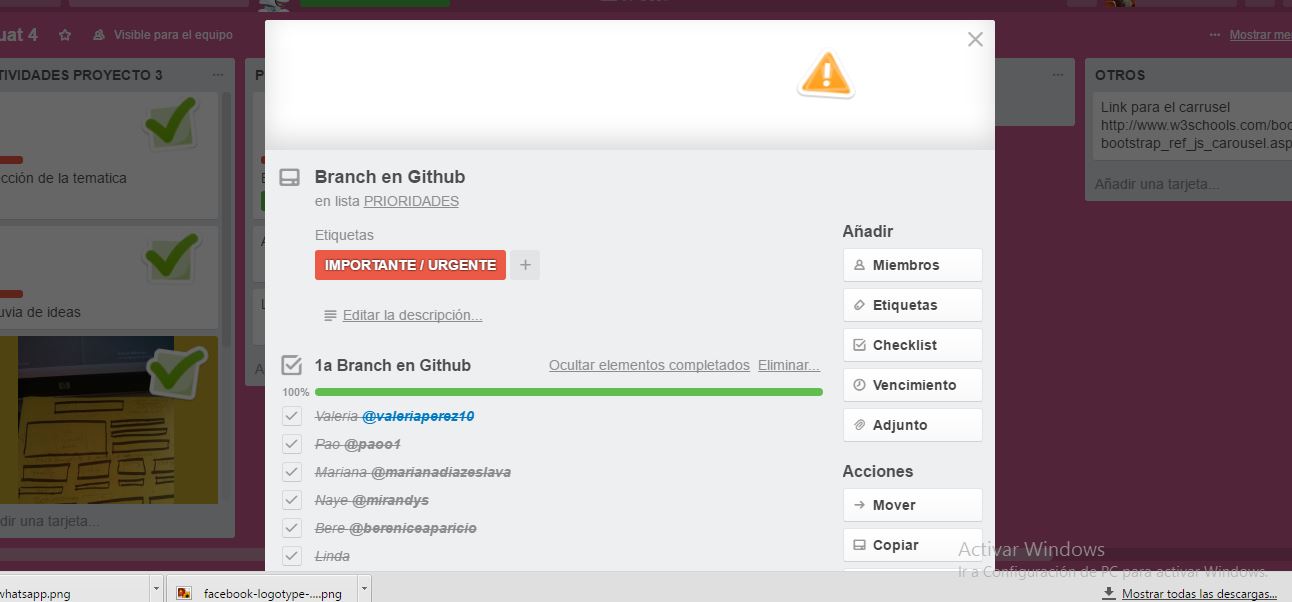 uat 4
Visible para el equipo
Mostrar me
TIVIDADES PROYECTO 3
cción de la tematica
uvia de ideas
dir una tarjeta...
P
E
A
L
A
Branch en Github
en lista PRIORIDADES
Etiquetas
IMPORTANTE / URGENTE
+
Editar la descripción...
1a Branch en Github
Ocultar elementos completados
Eliminar...
100%
Valeria @valeriaperez10
Pao @paoo1
Mariana @marianadiazeslava
Naye @mirandys
Bere @bereniceaparicio
Linda
Añadir
Miembros
Etiquetas
Checklist
Vencimiento
Adjunto
Acciones
Mover
Copiar
OTROS
Link para el carrusel
http://www.w3schools.com/boo
bootstrap_ref_js_carousel.asp
Añadir una tarjeta...
Activar Windows
Ir a Configuración de PC para activar Windows.
whatsapp.png
facebook-logotype-....png
Mostrar todas las descargas...